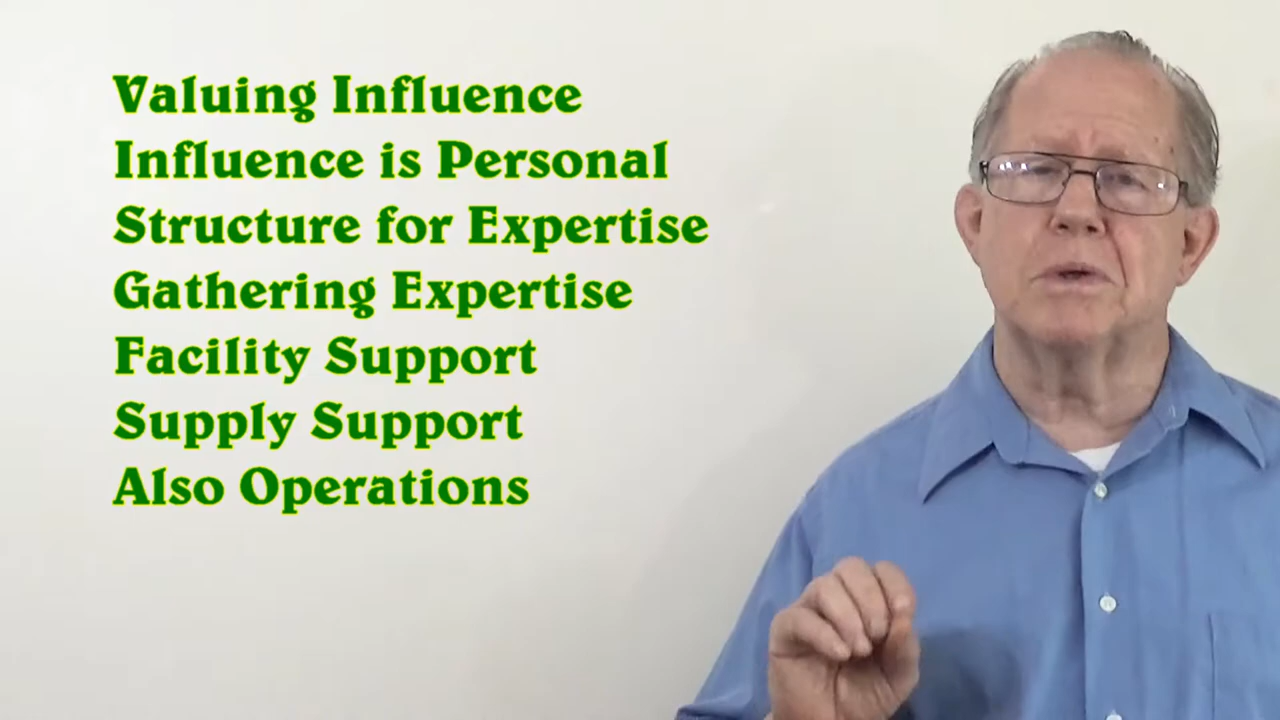 Valuing Influence
Influence is Personal
Structure for Expertise
Gathering Expertise
Facility Support
Supply Support
Also Operations